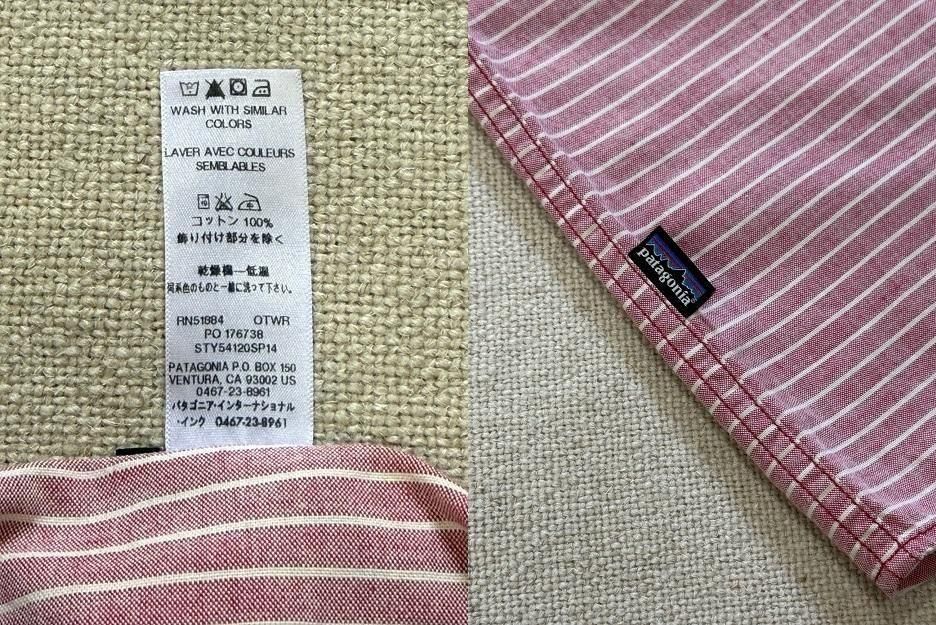 WASH WITH SIMILAR
COLORS
LAVER AVEC COULEURS
SEMBLABLES
コットン 100%
飾り付け部分を除く
乾燥機―低温
同系色のものと一緒に洗って下さい。
RN51884 OTWR
PO 176738
STY54120SP14
PATAGONIA P.O. BOX 150
VENTURA, CA 93002 US
0467-23-8961
パタゴニア・インターナショナル
・インク 0467-23-8961
patagonia